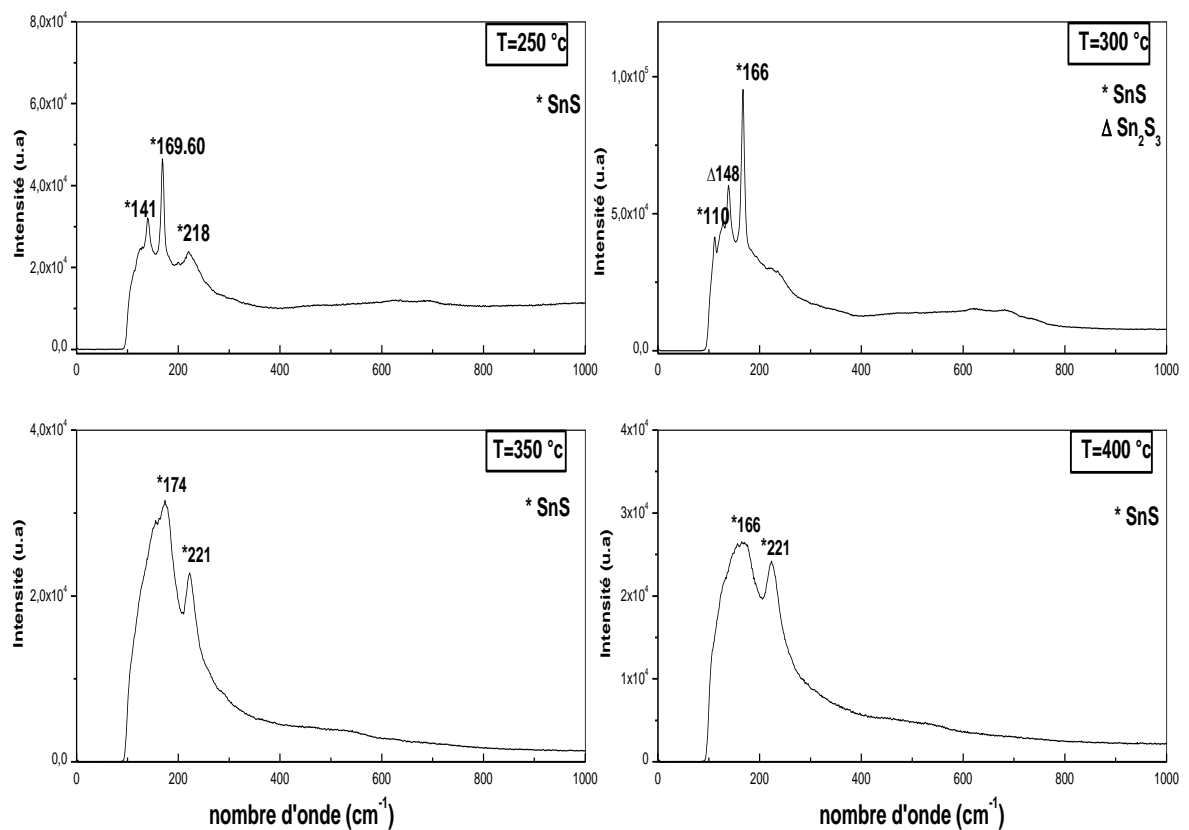 8,0x10⁴
6,0x10⁴
4,0x10⁴
2,0x10⁴
0,0
Intensité (u.a)
T=250 °c
* SnS
*141
*169.60
*218
0 200 400 600 800 1000
1,0x10⁵
5,0x10⁴
0,0
Intensité (u.a)
T=300 °c
* SnS
Δ Sn₂S₃
*110
Δ148
*166
0 200 400 600 800 1000
4,0x10⁴
2,0x10⁴
0,0
Intensité (u.a)
T=350 °c
* SnS
*174
*221
0 200 400 600 800 1000
nombre d'onde (cm⁻¹)
4x10⁴
3x10⁴
2x10⁴
1x10⁴
0
Intensité (u.a)
T=400 °c
* SnS
*166
*221
0 200 400 600 800 1000
nombre d'onde (cm⁻¹)